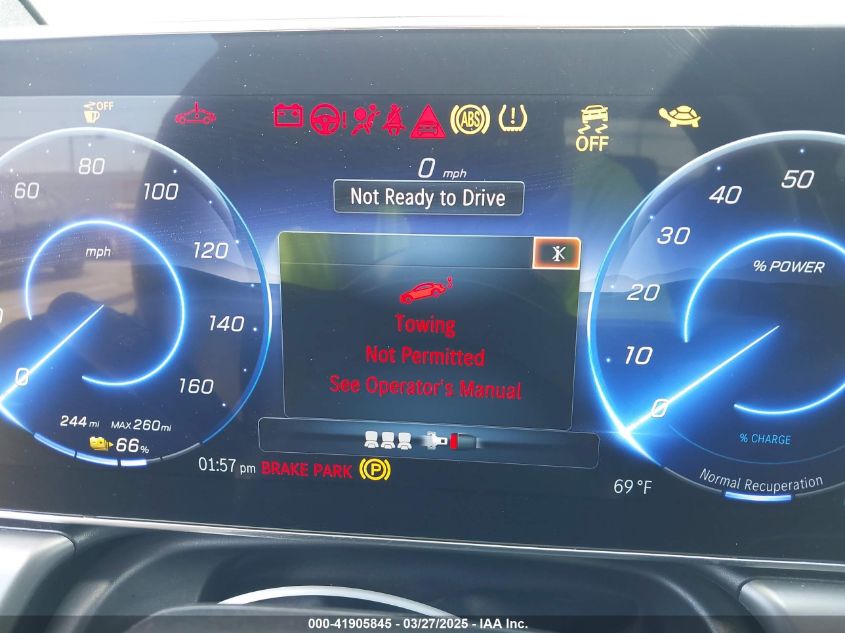 OFF
ABS
OFF
0 mph
Not Ready to Drive
Towing
Not Permitted
See Operator's Manual
60 80 100 120 140 160
mph
0
244 mi MAX 260 mi
66%
01:57 pm BRAKE PARK P
50
40
30
20
10
0
% POWER
% CHARGE
Normal Recuperation
69 °F
000-41905845 - 03/27/2025 - IAA Inc.